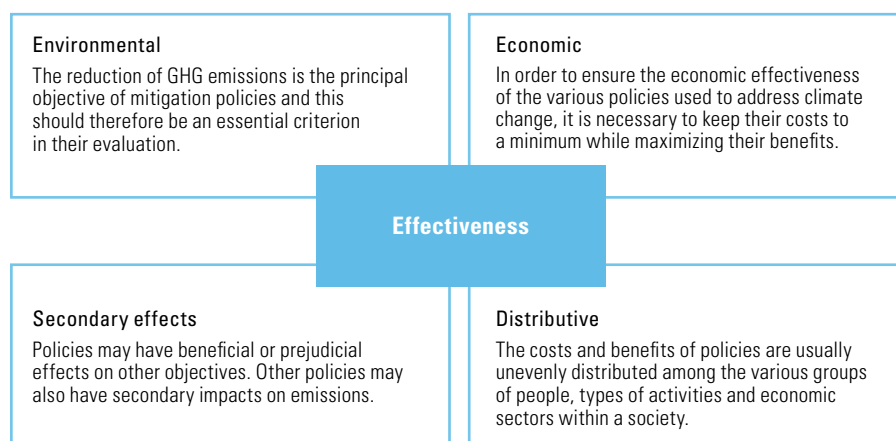 Environmental
The reduction of GHG emissions is the principal
objective of mitigation policies and this
should therefore be an essential criterion
in their evaluation.
Economic
In order to ensure the economic effectiveness
of the various policies used to address climate
change, it is necessary to keep their costs to
a minimum while maximizing their benefits.
Effectiveness
Secondary effects
Policies may have beneficial or prejudicial
effects on other objectives. Other policies may
also have secondary impacts on emissions.
Distributive
The costs and benefits of policies are usually
unevenly distributed among the various groups
of people, types of activities and economic
sectors within a society.